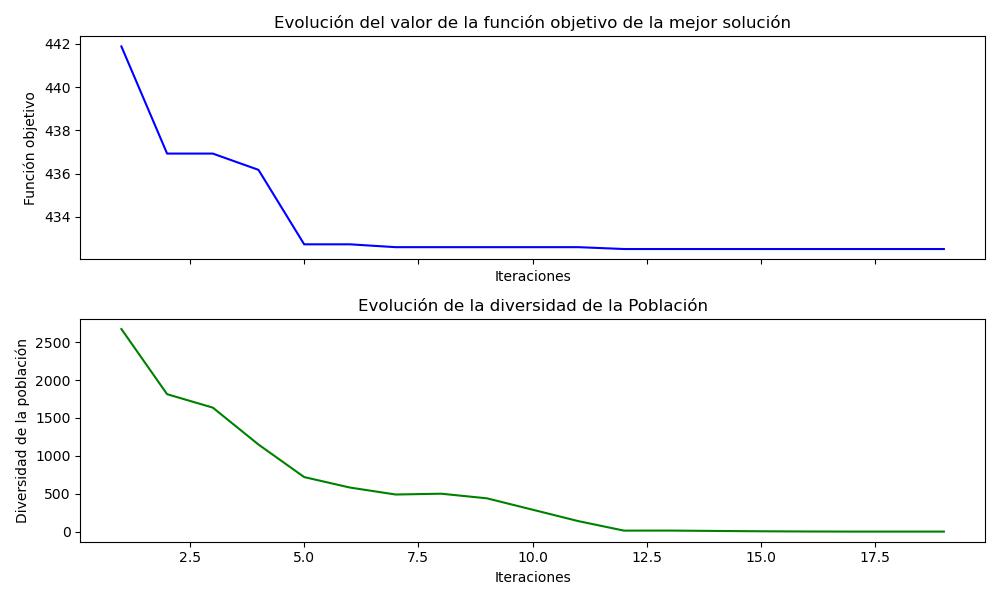 Evolución del valor de la función objetivo de la mejor solución
442
440
438
436
434
Función objetivo
Iteraciones
Evolución de la diversidad de la Población
2500
2000
1500
1000
500
0
Diversidad de la población
2.5 5.0 7.5 10.0 12.5 15.0 17.5
Iteraciones